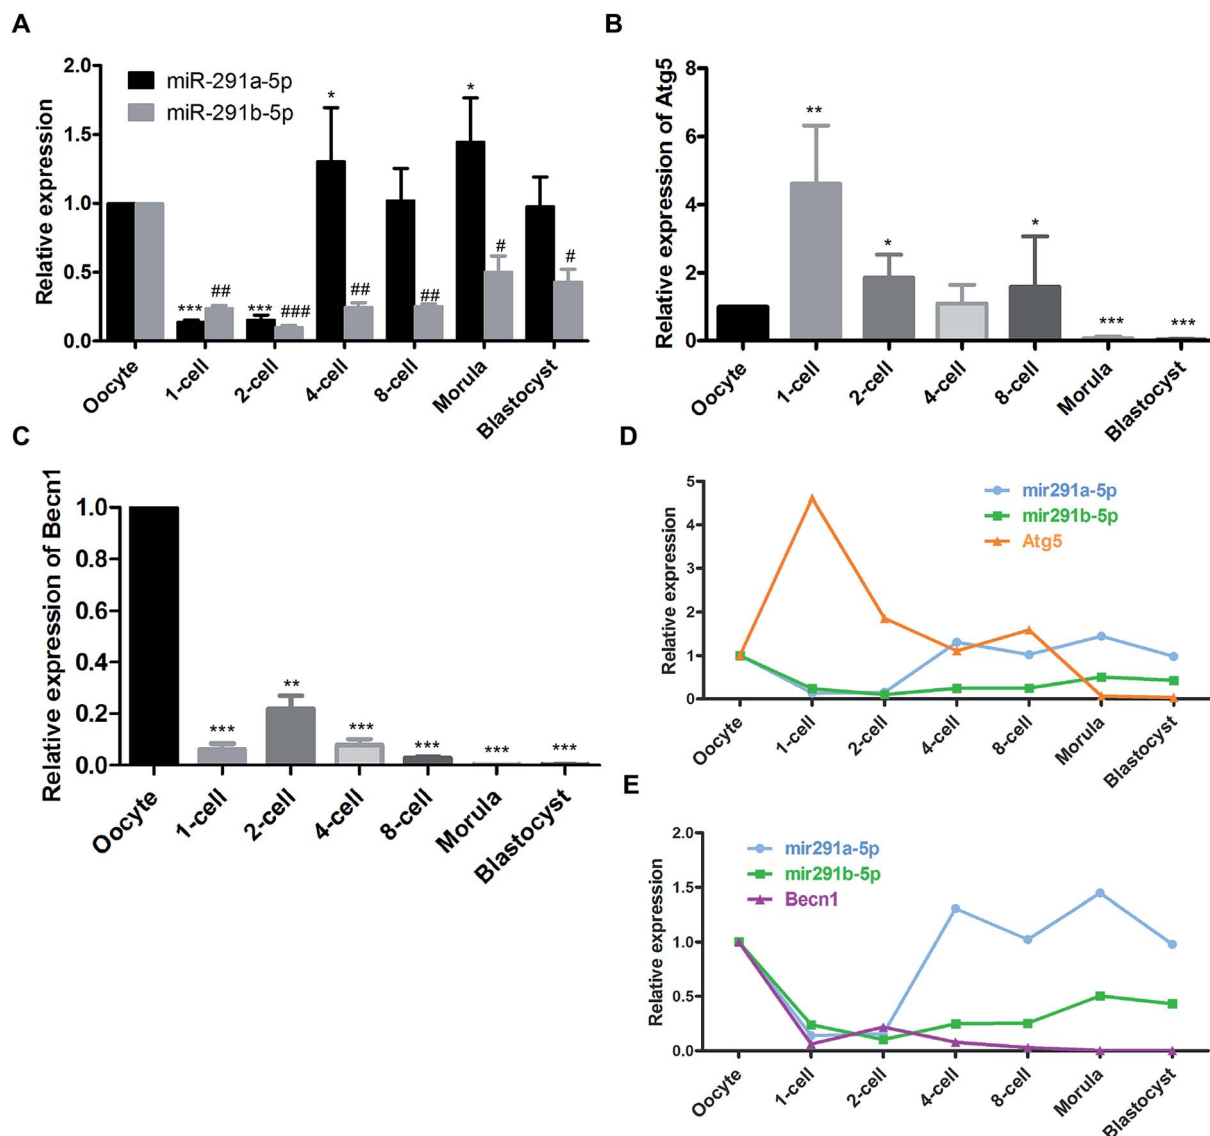 A
Relative expression
2.0
1.5
1.0
0.5
0.0
miR-291a-5p
miR-291b-5p
*
*
***
##
***
###
##
##
#
#
Oocyte
1-cell
2-cell
4-cell
8-cell
Morula
Blastocyst
B
Relative expression of Atg5
8
6
4
2
0
**
*
*
***
***
Oocyte
1-cell
2-cell
4-cell
8-cell
Morula
Blastocyst
C
Relative expression of Becn1
1.0
0.8
0.6
0.4
0.2
0.0
***
**
***
***
***
***
Oocyte
1-cell
2-cell
4-cell
8-cell
Morula
Blastocyst
D
Relative expression
5
4
3
2
1
0
mir291a-5p
mir291b-5p
Atg5
Oocyte
1-cell
2-cell
4-cell
8-cell
Morula
Blastocyst
E
Relative expression
2.0
1.5
1.0
0.5
0.0
mir291a-5p
mir291b-5p
Becn1
Oocyte
1-cell
2-cell
4-cell
8-cell
Morula
Blastocyst